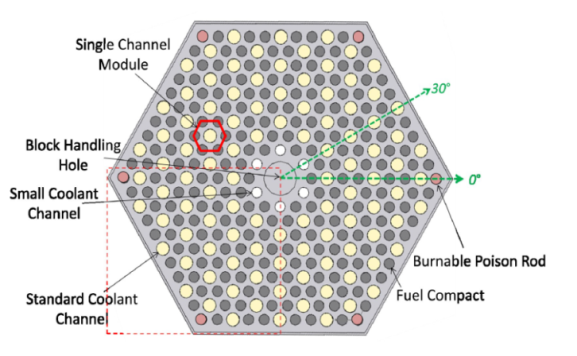 Single Channel
Module
30°
Block Handling
Hole
0°
Small Coolant
Channel
Burnable Poison Rod
Fuel Compact
Standard Coolant
Channel